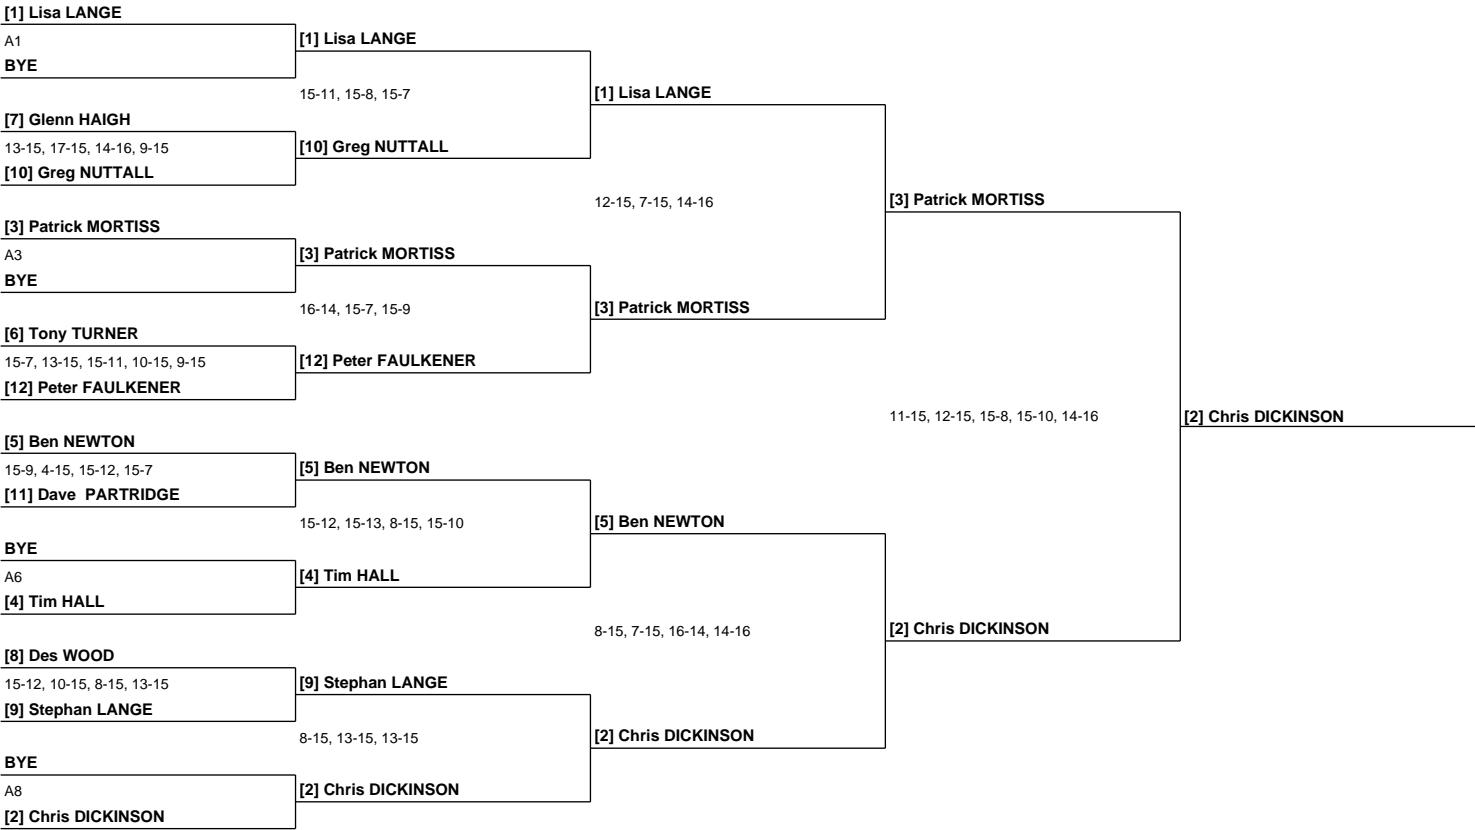 [1] Lisa LANGE
A1
BYE
[7] Glenn HAIGH
13-15, 17-15, 14-16, 9-15
[10] Greg NUTTALL
[3] Patrick MORTISS
A3
BYE
[6] Tony TURNER
15-7, 13-15, 15-11, 10-15, 9-15
[12] Peter FAULKENER
[5] Ben NEWTON
15-9, 4-15, 15-12, 15-7
[11] Dave  PARTRIDGE
BYE
A6
[4] Tim HALL
[8] Des WOOD
15-12, 10-15, 8-15, 13-15
[9] Stephan LANGE
BYE
A8
[2] Chris DICKINSON
[1] Lisa LANGE
15-11, 15-8, 15-7
[10] Greg NUTTALL
[3] Patrick MORTISS
16-14, 15-7, 15-9
[12] Peter FAULKENER
[5] Ben NEWTON
15-12, 15-13, 8-15, 15-10
[4] Tim HALL
[9] Stephan LANGE
8-15, 13-15, 13-15
[2] Chris DICKINSON
[1] Lisa LANGE
12-15, 7-15, 14-16
[3] Patrick MORTISS
[5] Ben NEWTON
8-15, 7-15, 16-14, 14-16
[2] Chris DICKINSON
[3] Patrick MORTISS
11-15, 12-15, 15-8, 15-10, 14-16
[2] Chris DICKINSON
[2] Chris DICKINSON